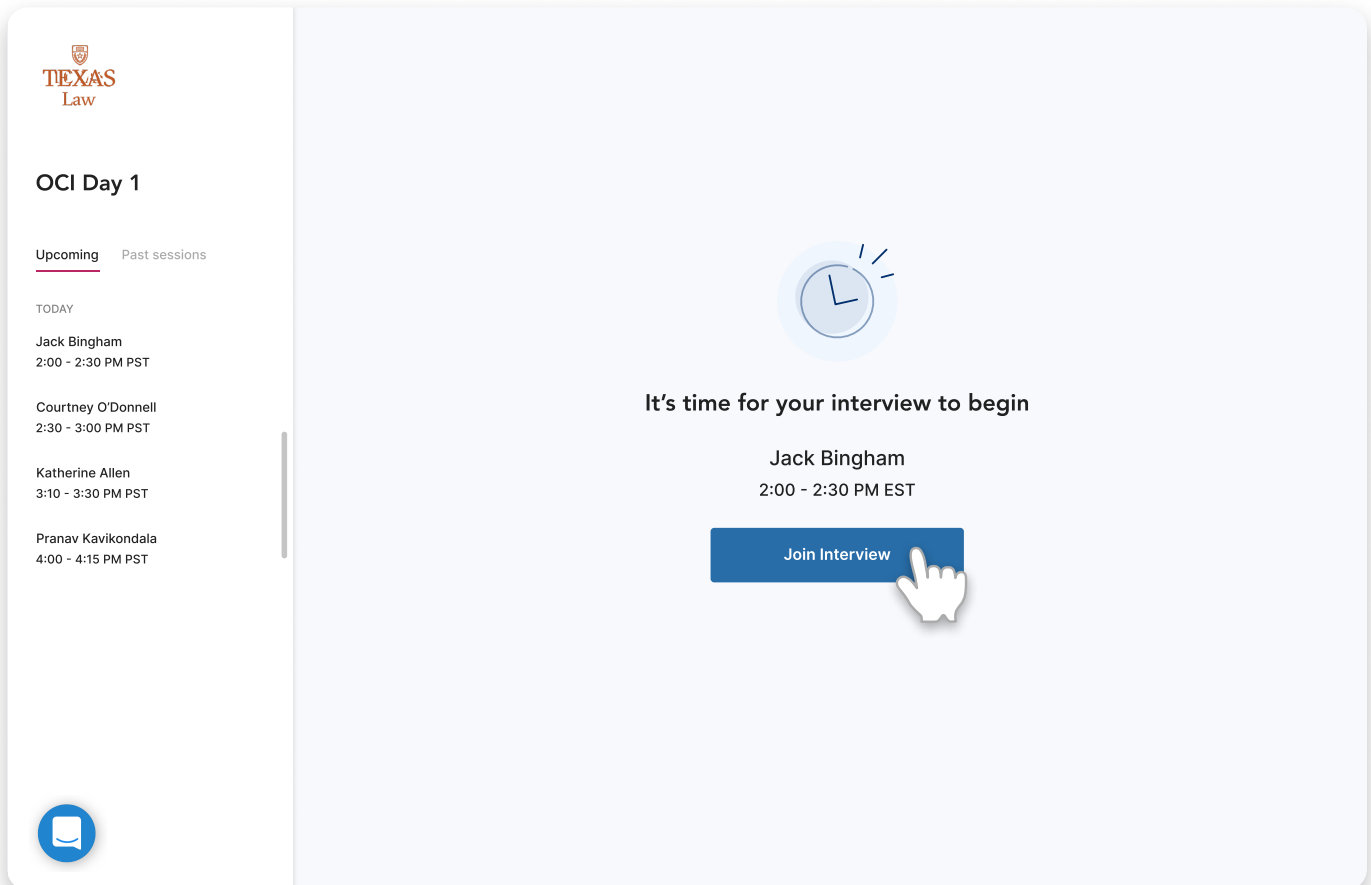 TEXAS
Law
OCI Day 1
Upcoming Past sessions
TODAY
Jack Bingham
2:00 - 2:30 PM PST
Courtney O’Donnell
2:30 - 3:00 PM PST
Katherine Allen
3:10 - 3:30 PM PST
Pranav Kavikondala
4:00 - 4:15 PM PST
It’s time for your interview to begin
Jack Bingham
2:00 - 2:30 PM EST
Join Interview